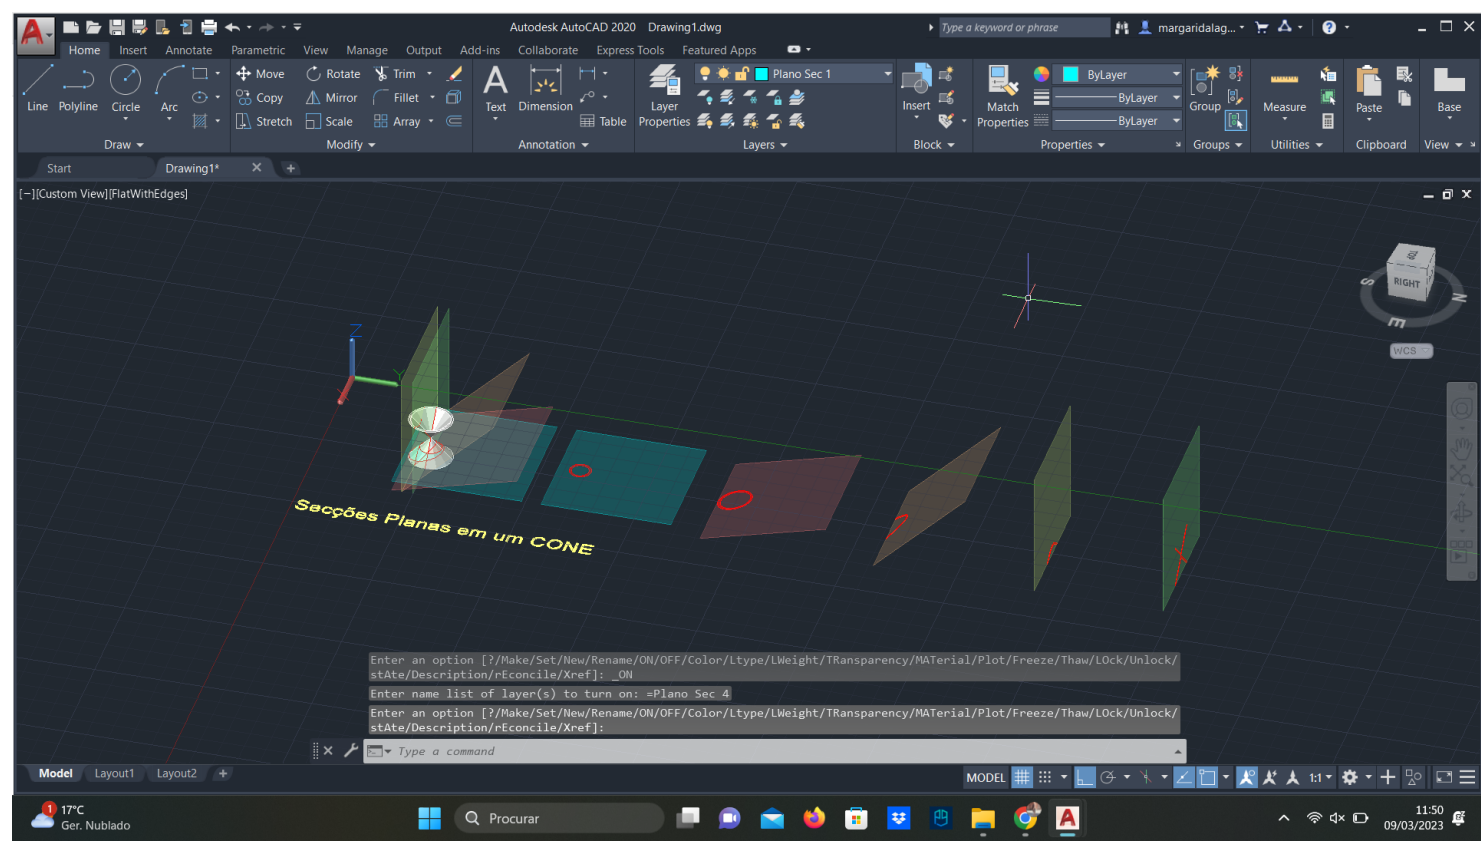 Autodesk AutoCAD 2020 Drawing1.dwg
Type a keyword or phrase
margaridalag...
Home Insert Annotate Parametric View Manage Output Add-ins Collaborate Express Tools Featured Apps
Move Rotate Trim
Plano Sec 1
ByLayer
Line Polyline Circle Arc
Copy Mirror Fillet
Text Dimension
Layer
Properties
Insert
Match
Properties
ByLayer
Group
Measure
Paste
Base
Stretch Scale Array
Table
ByLayer
Draw Modify Annotation Layers Block Properties Groups Utilities Clipboard View
Start Drawing1*
[−][Custom View][FlatWithEdges]
TOP
RIGHT
S
N
E
WCS
Z
Y
X
Secções Planas em um CONE
Enter an option [?/Make/Set/New/Rename/ON/OFF/Color/Ltype/LWeight/TRansparency/MATerial/Plot/Freeze/Thaw/LOck/Unlock/
stAte/Description/rEconcile/Xref]: _ON
Enter name list of layer(s) to turn on: =Plano Sec 4
Enter an option [?/Make/Set/New/Rename/ON/OFF/Color/Ltype/LWeight/TRansparency/MATerial/Plot/Freeze/Thaw/LOck/Unlock/
stAte/Description/rEconcile/Xref]:
Type a command
Model Layout1 Layout2
MODEL
1:1
1
17°C
Ger. Nublado
Procurar
11:50
09/03/2023